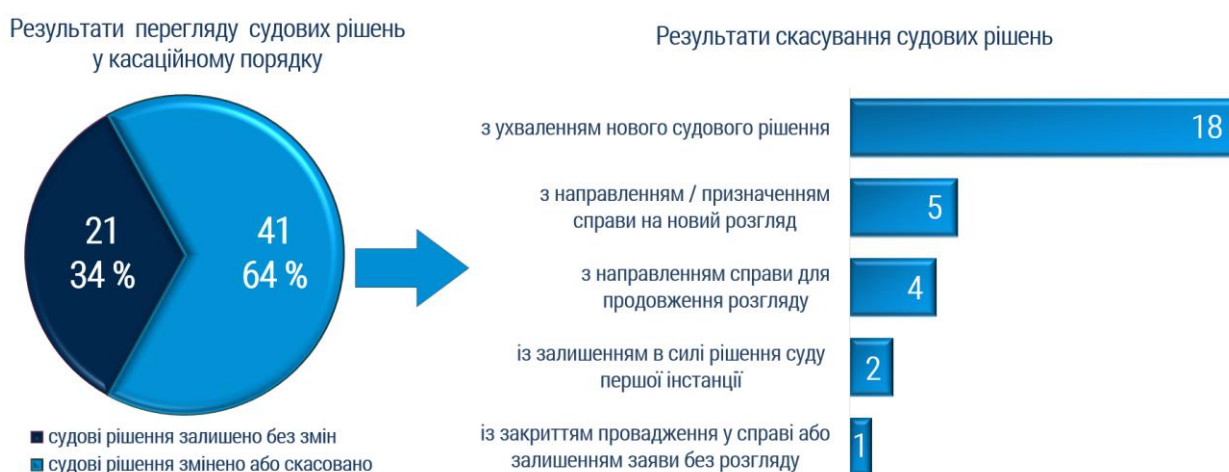 Результати перегляду судових рішень
у касаційному порядку
21
34 %
41
64 %
судові рішення залишено без змін
судові рішення змінено або скасовано
Результати скасування судових рішень
з ухваленням нового судового рішення
18
з направленням / призначенням
справи на новий розгляд
5
з направленням справи для
продовження розгляду
4
із залишенням в силі рішення суду
першої інстанції
2
із закриттям провадження у справі або
залишенням заяви без розгляду
1